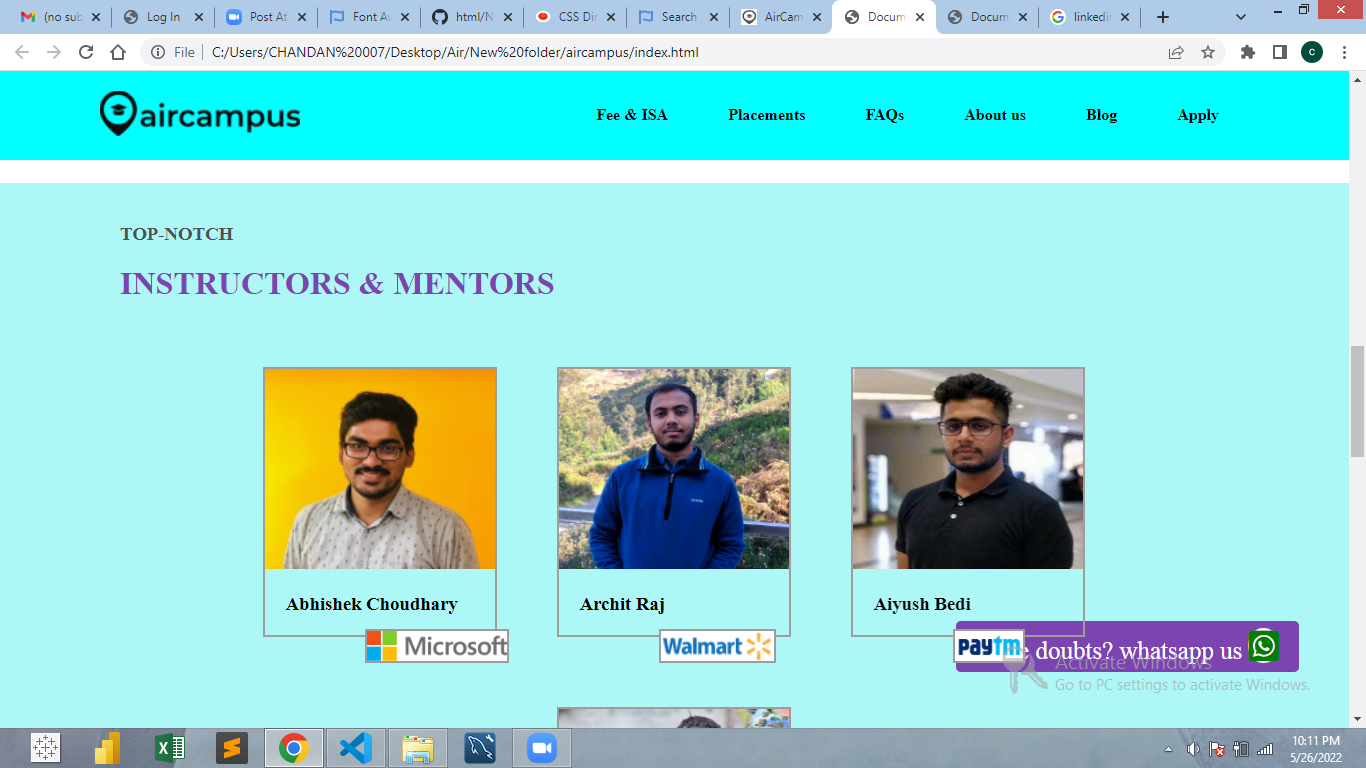 (no sub
Log In
Post At
Font Av
html/N
CSS Di
Search
AirCam
Docum
Docum
linkedi
File
C:/Users/CHANDAN%20007/Desktop/Air/New%20folder/aircampus/index.html
c
aircampus
Fee & ISA
Placements
FAQs
About us
Blog
Apply
TOP-NOTCH
INSTRUCTORS & MENTORS
Abhishek Choudhary
Archit Raj
Aiyush Bedi
Microsoft
Walmart
paytm
e doubts? whatsapp us
Activate Windows
Go to PC settings to activate Windows.
10:11 PM
5/26/2022